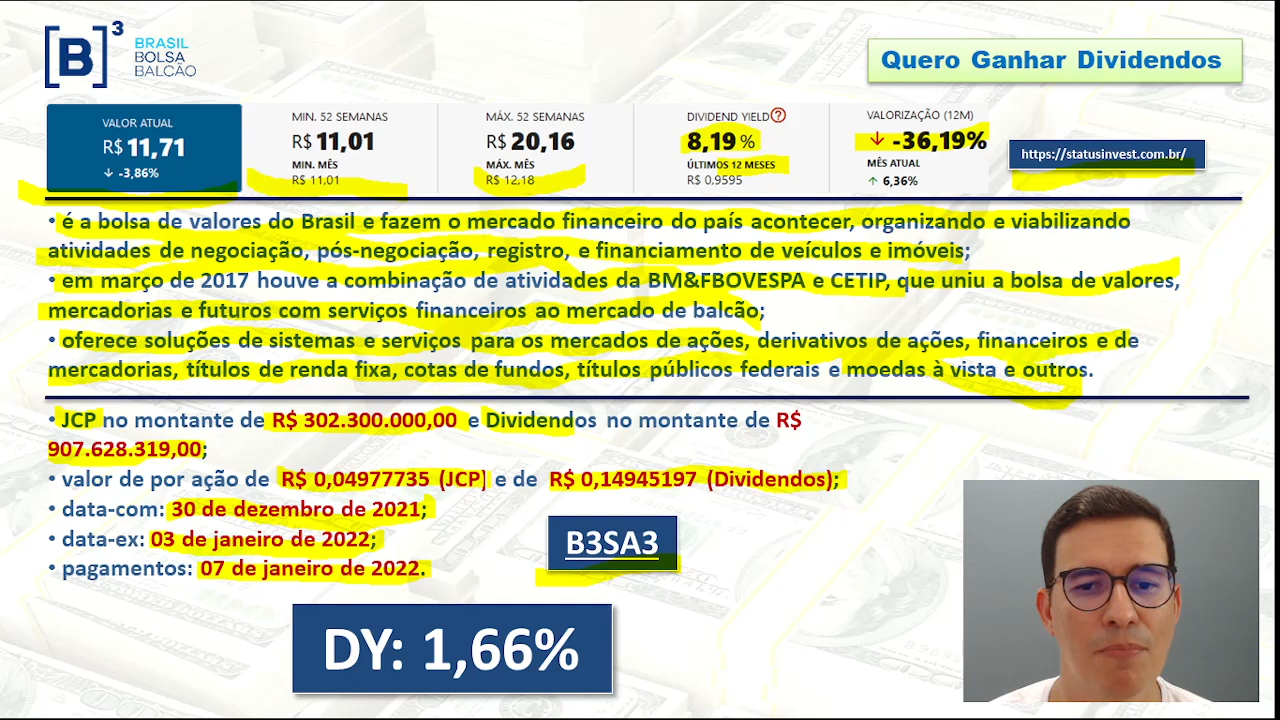 [B]³
BRASIL
BOLSA
BALCÃO
Quero Ganhar Dividendos
VALOR ATUAL
R$ 11,71
↓ -3,86%
MIN. 52 SEMANAS
R$ 11,01
MIN. MÊS
R$ 11,01
MÁX. 52 SEMANAS
R$ 20,16
MÁX. MÊS
R$ 12,18
DIVIDEND YIELD ?
8,19 %
ÚLTIMOS 12 MESES
R$ 0,9595
VALORIZAÇÃO (12M)
↓ -36,19%
MÊS ATUAL
↑ 6,36%
https://statusinvest.com.br/
• é a bolsa de valores do Brasil e fazem o mercado financeiro do país acontecer, organizando e viabilizando
atividades de negociação, pós-negociação, registro, e financiamento de veículos e imóveis;
• em março de 2017 houve a combinação de atividades da BM&FBOVESPA e CETIP, que uniu a bolsa de valores,
mercadorias e futuros com serviços financeiros ao mercado de balcão;
• oferece soluções de sistemas e serviços para os mercados de ações, derivativos de ações, financeiros e de
mercadorias, títulos de renda fixa, cotas de fundos, títulos públicos federais e moedas à vista e outros.
• JCP no montante de R$ 302.300.000,00 e Dividendos no montante de R$
907.628.319,00;
• valor de por ação de R$ 0,04977735 (JCP) e de R$ 0,14945197 (Dividendos);
• data-com: 30 de dezembro de 2021;
• data-ex: 03 de janeiro de 2022;
• pagamentos: 07 de janeiro de 2022.
B3SA3
DY: 1,66%